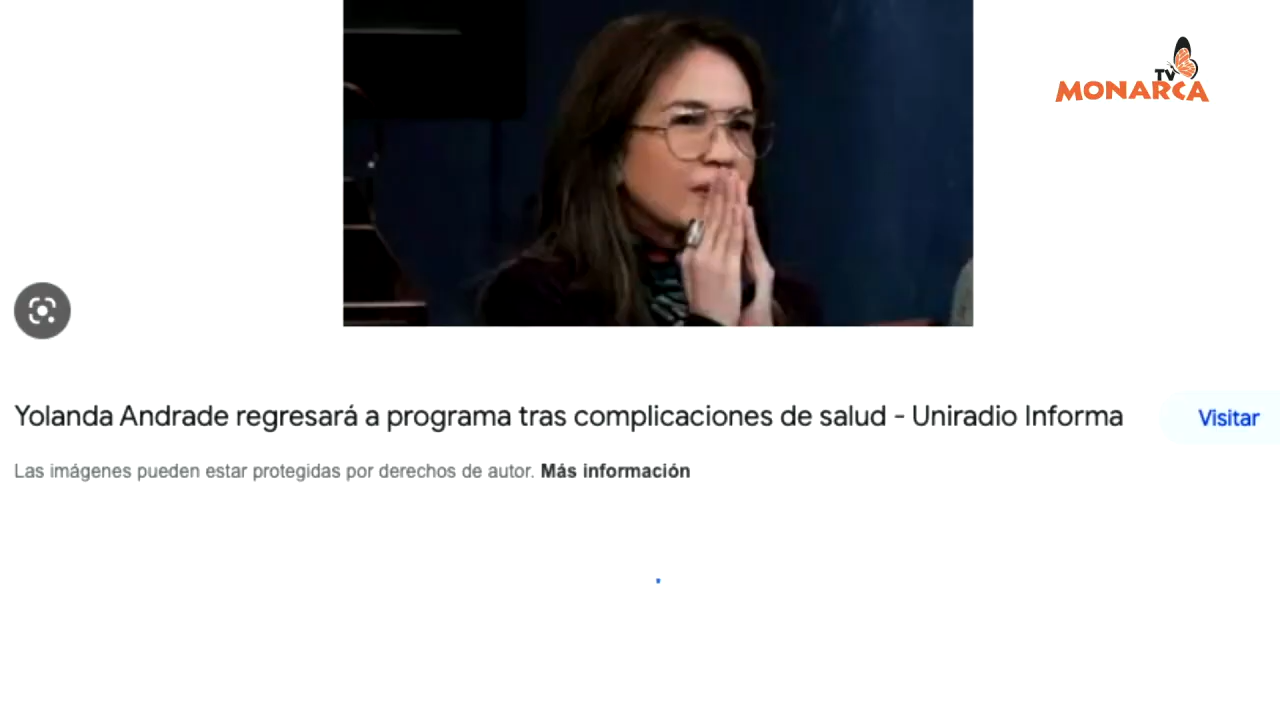 TV
MONARCA
Yolanda Andrade regresará a programa tras complicaciones de salud - Uniradio Informa
Visitar
Las imágenes pueden estar protegidas por derechos de autor. Más información